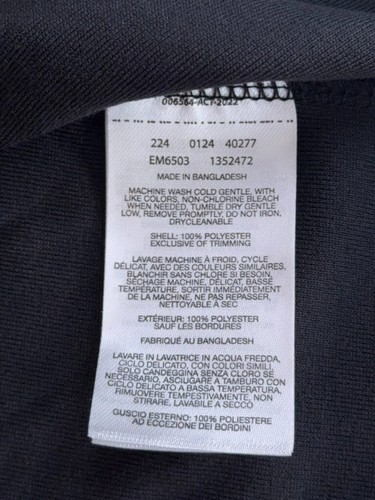 006564-ACT-2022
224 0124 40277
EM6503 1352472
MADE IN BANGLADESH
MACHINE WASH COLD GENTLE, WITH
LIKE COLORS, NON-CHLORINE BLEACH
WHEN NEEDED, TUMBLE DRY GENTLE
LOW, REMOVE PROMPTLY, DO NOT IRON,
DRYCLEANABLE
SHELL: 100% POLYESTER
EXCLUSIVE OF TRIMMING
LAVAGE MACHINE À FROID, CYCLE
DÉLICAT, AVEC DES COULEURS SIMILAIRES,
BLANCHIR SANS CHLORE SI BESOIN,
SÉCHAGE MACHINE, DÉLICAT, BASSE
TEMPÉRATURE, SORTIR IMMÉDIATEMENT
DE LA MACHINE, NE PAS REPASSER,
NETTOYABLE A SEC
EXTÉRIEUR: 100% POLYESTER
SAUF LES BORDURES
FABRIQUÉ AU BANGLADESH
LAVARE IN LAVATRICE IN ACQUA FREDDA,
CICLO DELICATO, CON COLORI SIMILI,
SOLO CANDEGGINA SENZA CLORO SE
NECESSARIO, ASCIUGARE A TAMBURO CON
CICLO DELICATO A BASSA TEMPERATURA,
RIMUOVERE TEMPESTIVAMENTE, NON
STIRARE, LAVABILE A SECCO
GUSCIO ESTERNO: 100% POLIESTERE
AD ECCEZIONE DEI BORDINI